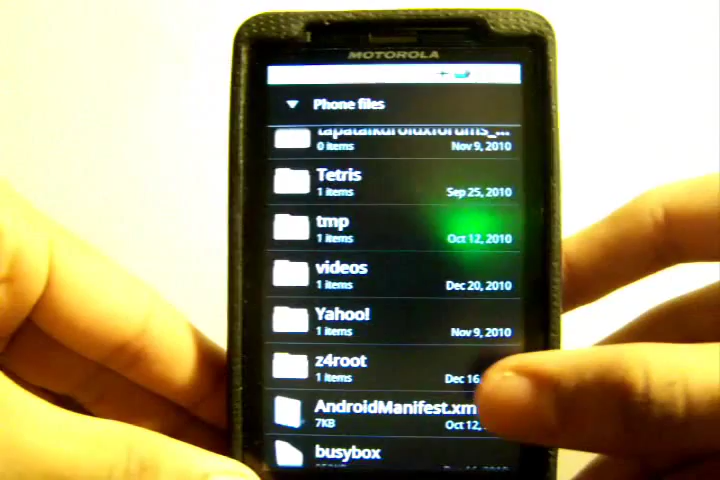 MOTOROLA
Phone files
0 items
Nov 9, 2010
Tetris
1 items
Sep 25, 2010
tmp
1 items
Oct 12, 2010
videos
1 items
Dec 20, 2010
Yahoo!
1 items
Nov 9, 2010
z4root
1 items
Dec 16
AndroidManifest.xm
7KB
Oct 12,
busybox